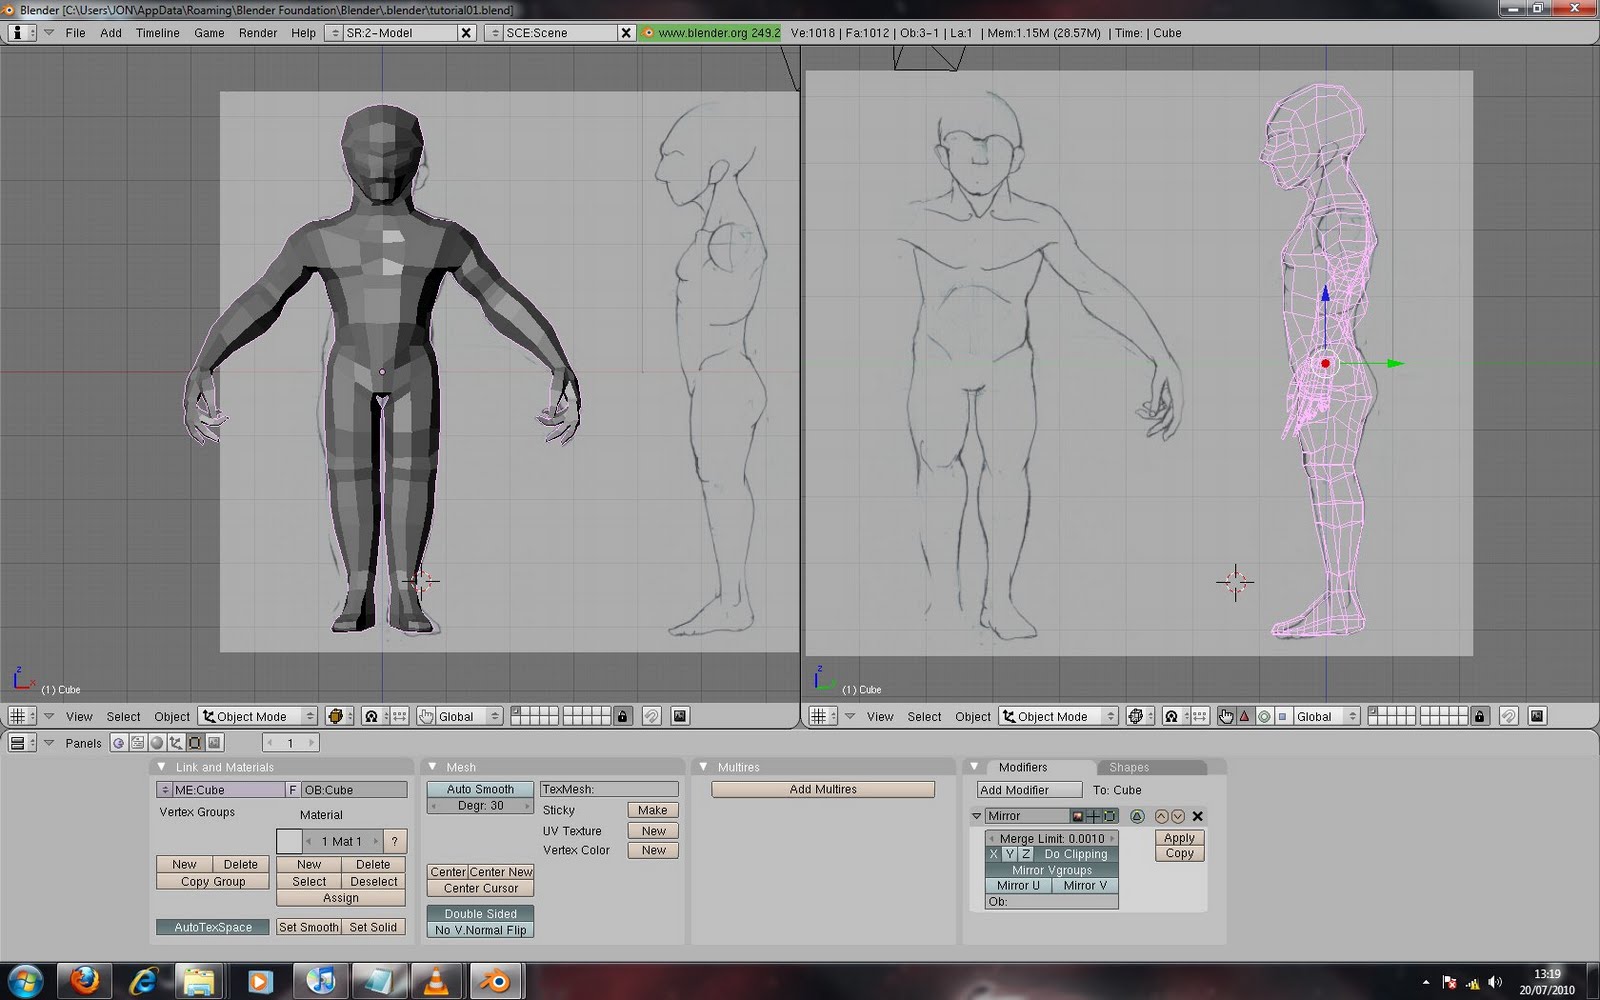 Blender [C:\Users\JON\AppData\Roaming\Blender Foundation\Blender\.blender\tutorial01.blend]
File Add Timeline Game Render Help SR:2-Model SCE:Scene www.blender.org 249.2 Ve:1018 | Fa:1012 | Ob:3-1 | La:1 | Mem:1.15M (28.57M) | Time: | Cube
z x (1) Cube
z (1) Cube
View Select Object Object Mode Global
View Select Object Object Mode Global
Panels 1
Link and Materials
ME:Cube F OB:Cube
Vertex Groups
Material
1 Mat 1 ?
New Delete New Delete
Copy Group Select Deselect
Assign
AutoTexSpace Set Smooth Set Solid
Mesh
Auto Smooth TexMesh:
Degr: 30 Sticky Make
UV Texture New
Vertex Color New
Center Center New
Center Cursor
Double Sided
No V.Normal Flip
Multires
Add Multires
Modifiers Shapes
Add Modifier To: Cube
Mirror
Merge Limit: 0.0010 Apply
X Y Z Do Clipping Copy
Mirror Vgroups
Mirror U Mirror V
Ob:
13:19
20/07/2010